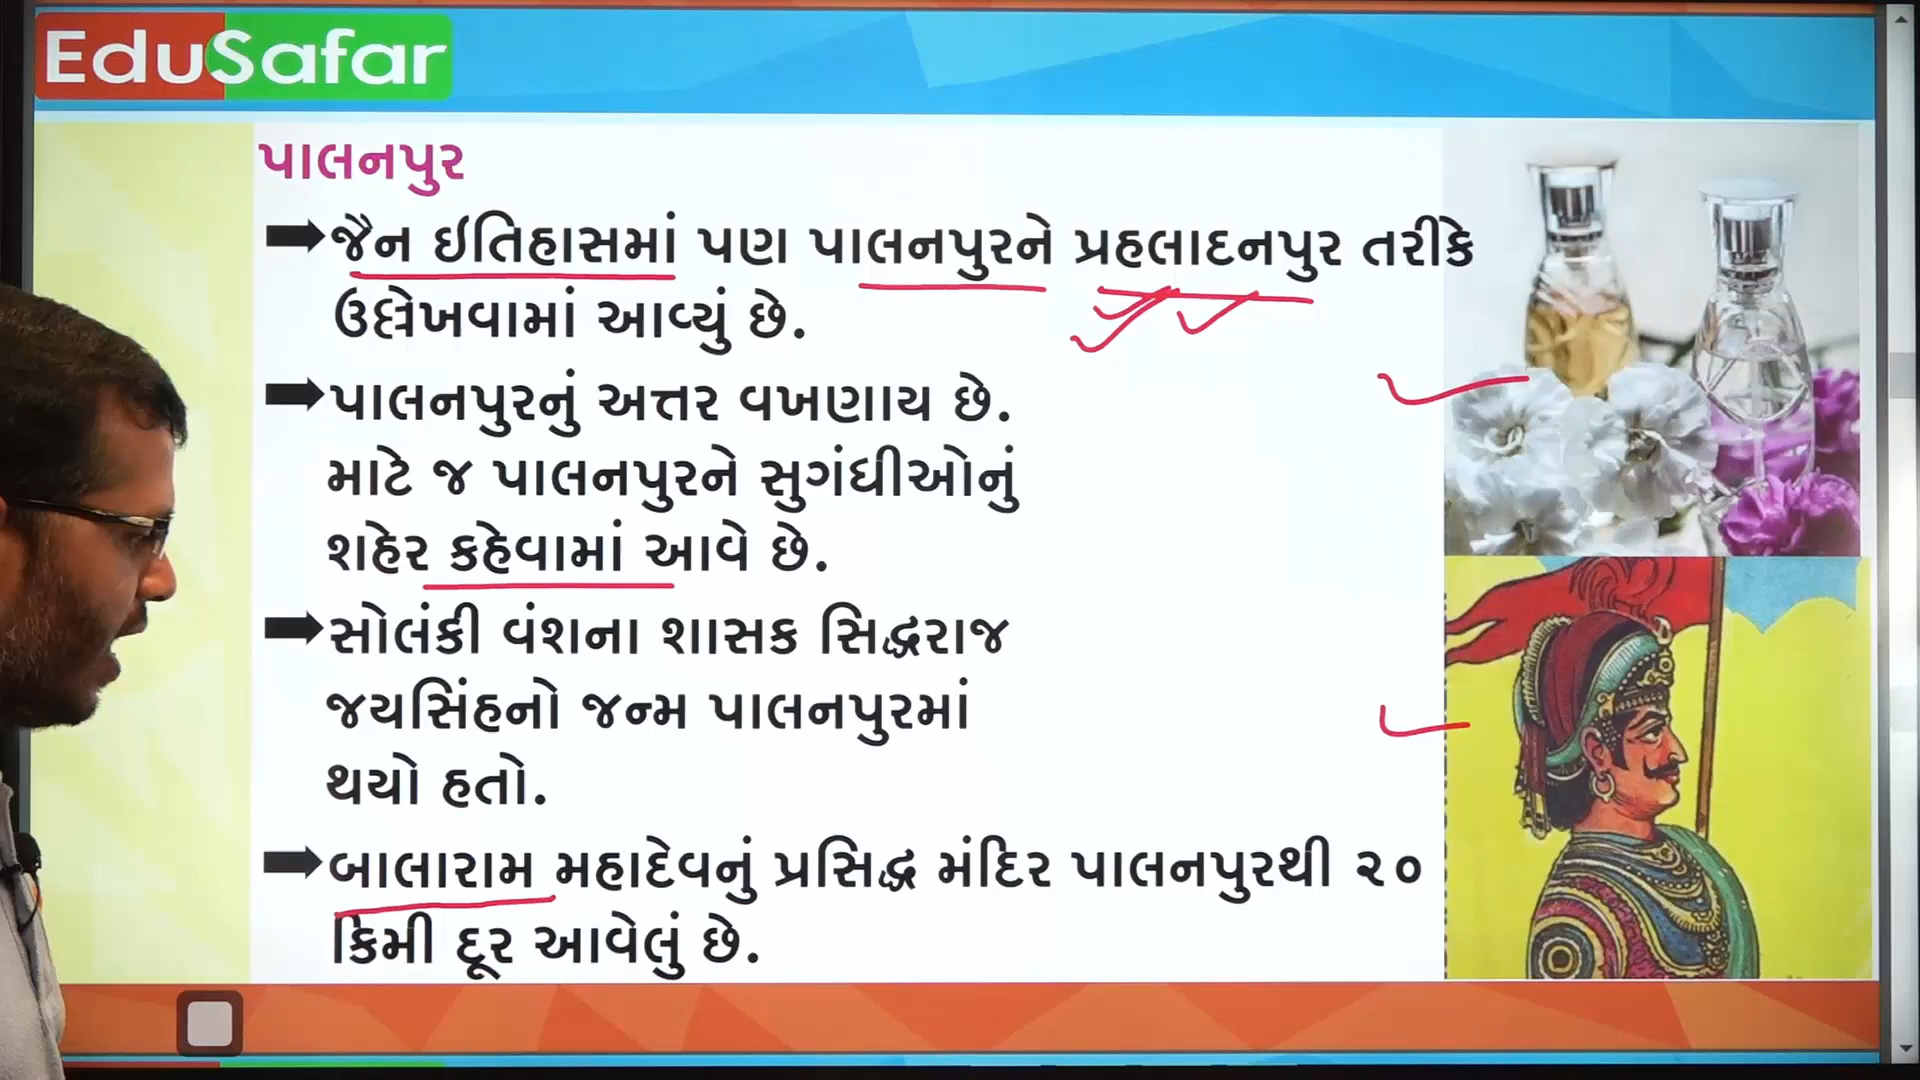 EduSafar
પાલનપુર
➡જૈન ઇતિહાસમાં પણ પાલનપુરને પ્રહલાદનપુર તરીકે
ઉલ્લેખવામાં આવ્યું છે.
➡પાલનપુરનું અત્તર વખણાય છે.
માટે જ પાલનપુરને સુગંધીઓનું
શહેર કહેવામાં આવે છે.
➡સોલંકી વંશના શાસક સિદ્ધરાજ
જયસિંહનો જન્મ પાલનપુરમાં
થયો હતો.
➡બાલારામ મહાદેવનું પ્રસિદ્ધ મંદિર પાલનપુરથી ૨૦
કિમી દૂર આવેલું છે.